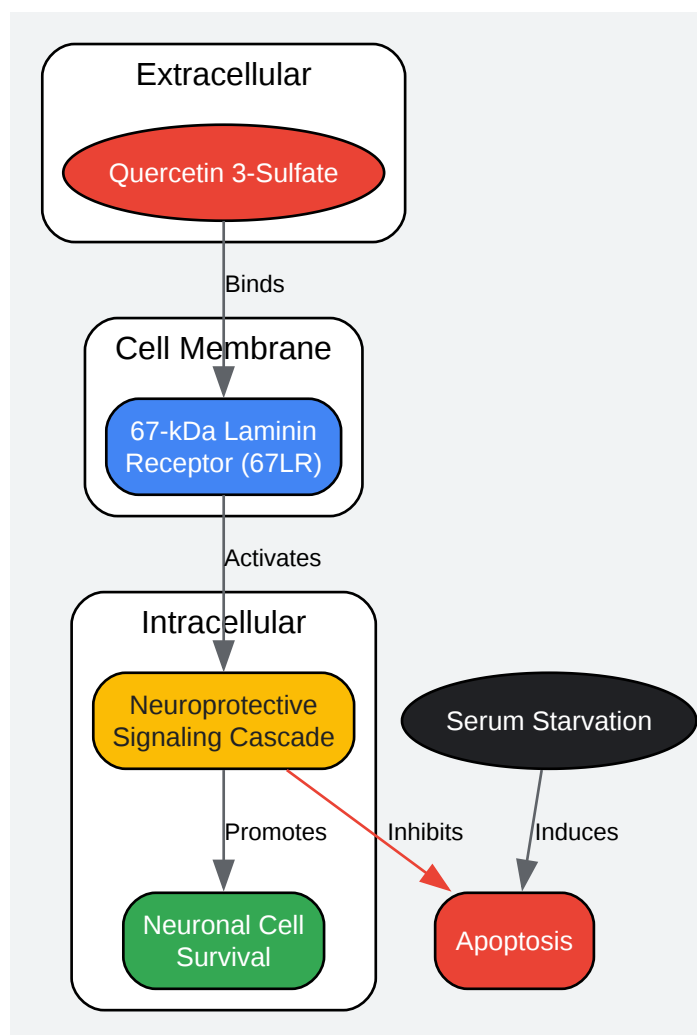 Extracellular
Quercetin 3-Sulfate
Binds
Cell Membrane
67-kDa Laminin
Receptor (67LR)
Activates
Intracellular
Neuroprotective
Signaling Cascade
Serum Starvation
Promotes
Inhibits
Induces
Neuronal Cell
Survival
Apoptosis